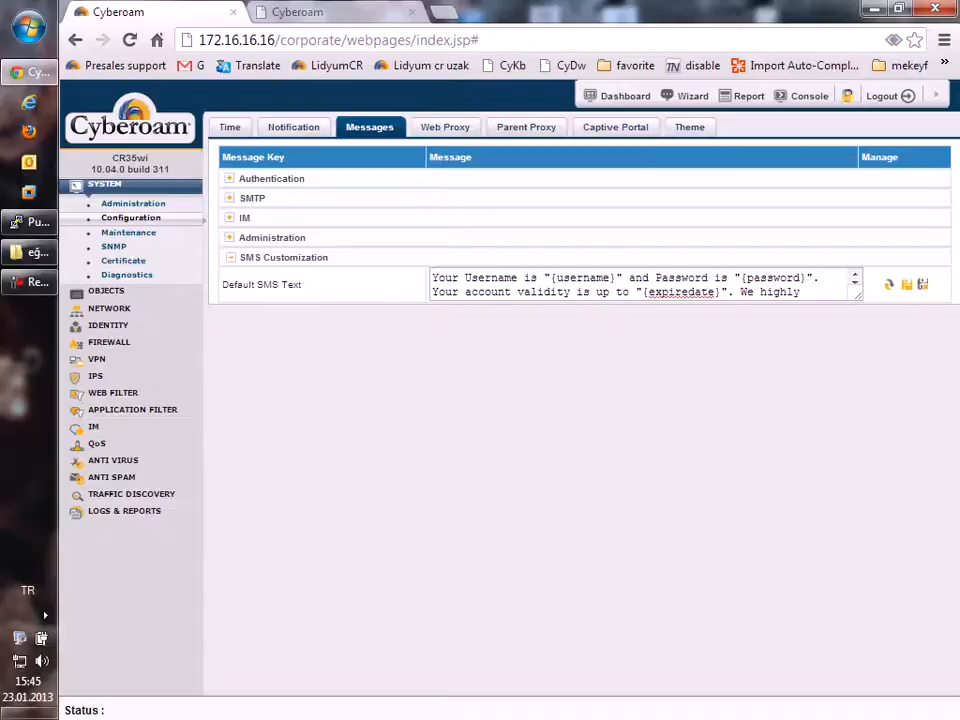 Cyberoam
Cyberoam
172.16.16.16/corporate/webpages/index.jsp#
Presales support
G
Translate
LidyumCR
Lidyum cr uzak
CyKb
CyDw
favorite
disable
Import Auto-Compl...
mekeyf
»
Cy...
Dashboard
Wizard
Report
Console
Logout
Cyberoam
Time
Notification
Messages
Web Proxy
Parent Proxy
Captive Portal
Theme
CR35wi
10.04.0 build 311
SYSTEM
Administration
Configuration
Maintenance
SNMP
Certificate
Diagnostics
OBJECTS
NETWORK
IDENTITY
FIREWALL
VPN
IPS
WEB FILTER
APPLICATION FILTER
IM
QoS
ANTI VIRUS
ANTI SPAM
TRAFFIC DISCOVERY
LOGS & REPORTS
Message Key
Message
Manage
Authentication
SMTP
IM
Administration
SMS Customization
Default SMS Text
Your Username is "{username}" and Password is "{password}".
Your account validity is up to "{expiredate}". We highly
Pu...
eğ...
Re...
TR
15:45
23.01.2013
Status :